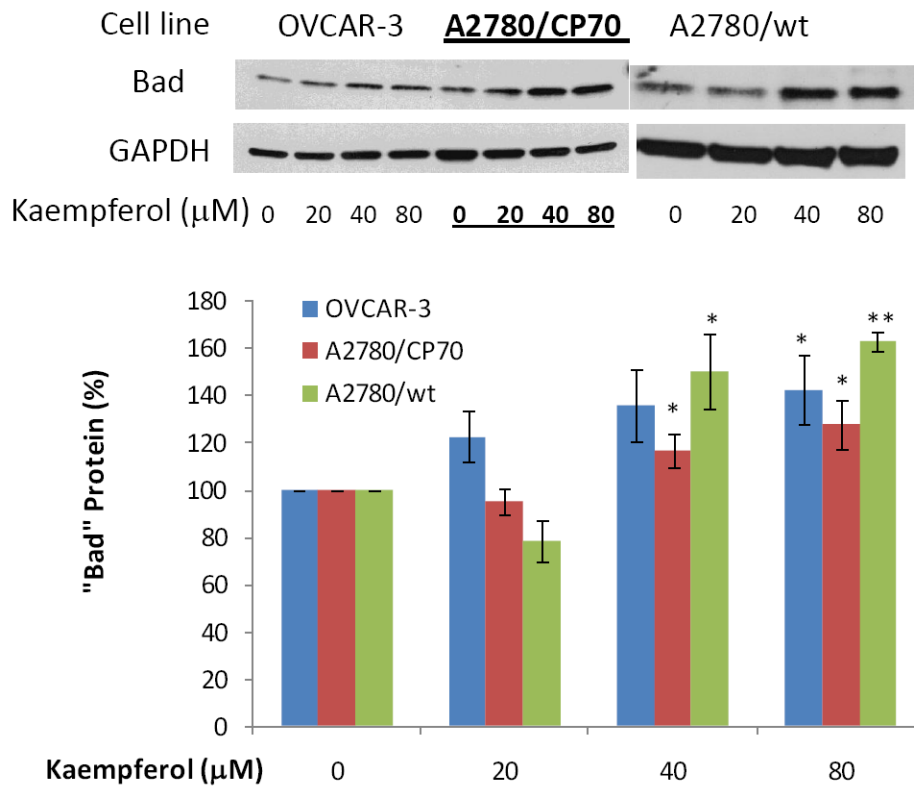 Cell line OVCAR-3 A2780/CP70 A2780/wt
Bad
GAPDH
Kaempferol (μM) 0 20 40 80 0 20 40 80 0 20 40 80
180
160
140
120
100
80
60
40
20
0
"Bad" Protein (%)
OVCAR-3
A2780/CP70
A2780/wt
* * * * **
Kaempferol (μM) 0 20 40 80